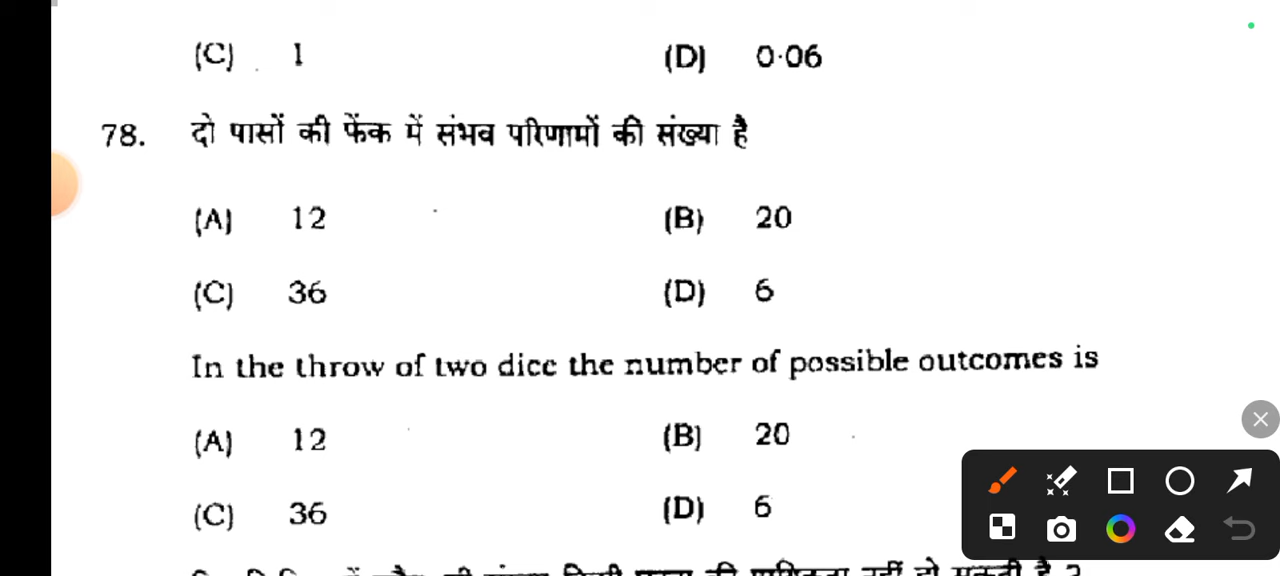 (C) 1 (D) 0·06
78. दो पासों की फेंक में संभव परिणामों की संख्या है
(A) 12 (B) 20
(C) 36 (D) 6
In the throw of two dice the number of possible outcomes is
(A) 12 (B) 20
(C) 36 (D) 6